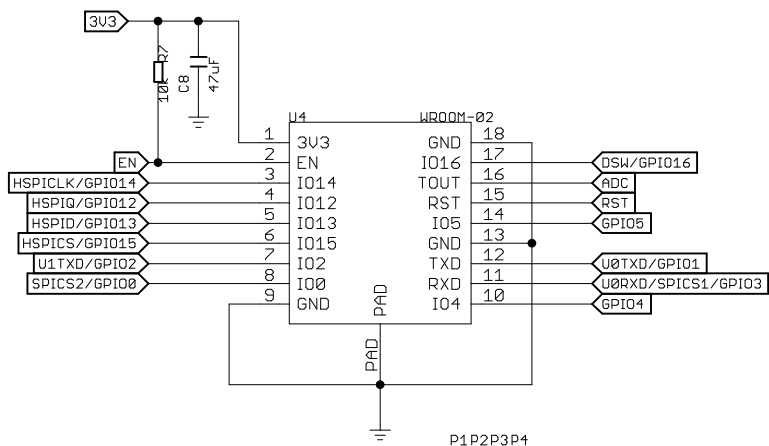 3V3
10k R7
C8
47uF
U4 WROOM-02
1 3V3 GND 18
EN 2 EN IO16 17 DSW/GPIO16
HSPICLK/GPIO14 3 IO14 TOUT 16 ADC
HSPIQ/GPIO12 4 IO12 RST 15 RST
HSPID/GPIO13 5 IO13 IO5 14 GPIO5
HSPICS/GPIO15 6 IO15 GND 13
U1TXD/GPIO2 7 IO2 TXD 12 U0TXD/GPIO1
SPICS2/GPIO0 8 IO0 RXD 11 U0RXD/SPICS1/GPIO3
9 GND IO4 10 GPIO4
PAD
PAD
P1P2P3P4